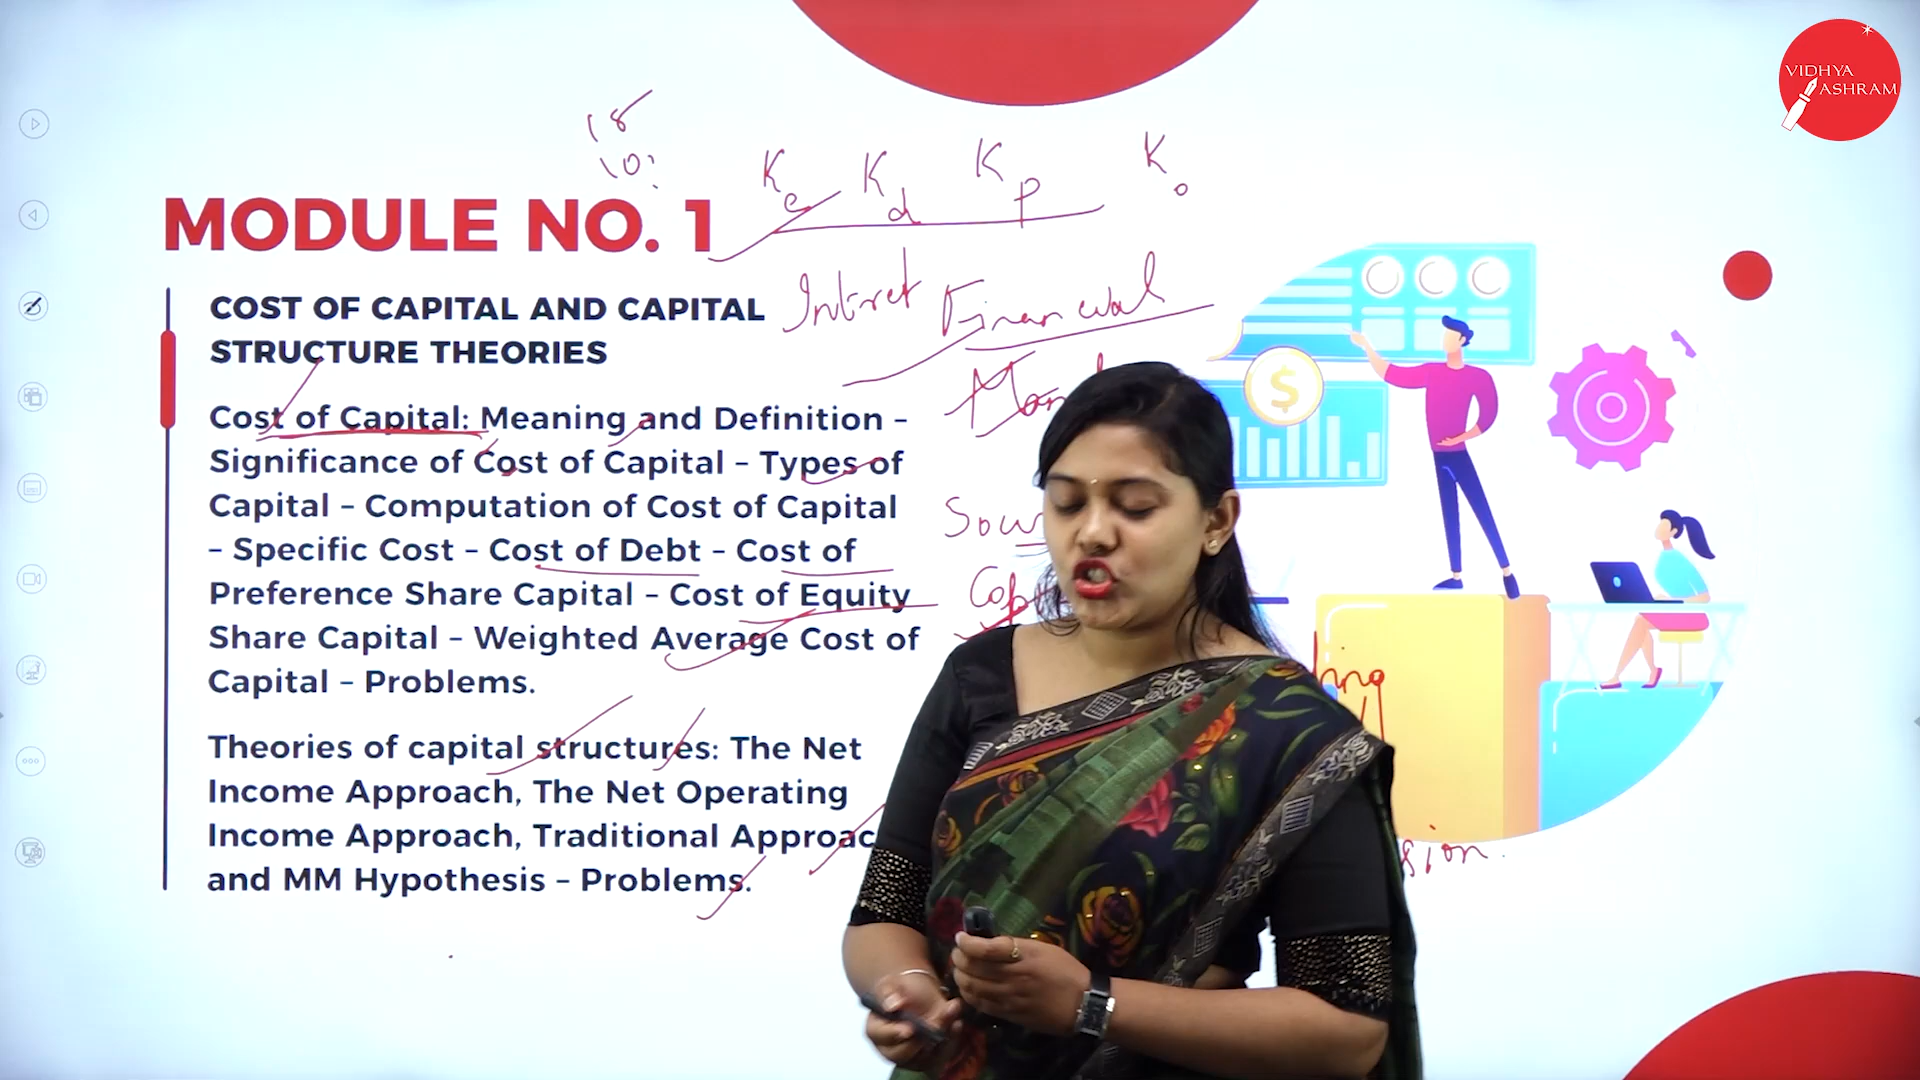 VIDHYA
ASHRAM
18
10
Ke Kd Kp Ko
MODULE NO. 1
COST OF CAPITAL AND CAPITAL
STRUCTURE THEORIES
Intret
Financial
Cost of Capital: Meaning and Definition –
Significance of Cost of Capital – Types of
Capital – Computation of Cost of Capital
– Specific Cost – Cost of Debt – Cost of
Preference Share Capital – Cost of Equity
Share Capital – Weighted Average Cost of
Capital – Problems.
Theories of capital structures: The Net
Income Approach, The Net Operating
Income Approach, Traditional Approac
and MM Hypothesis – Problems.
$